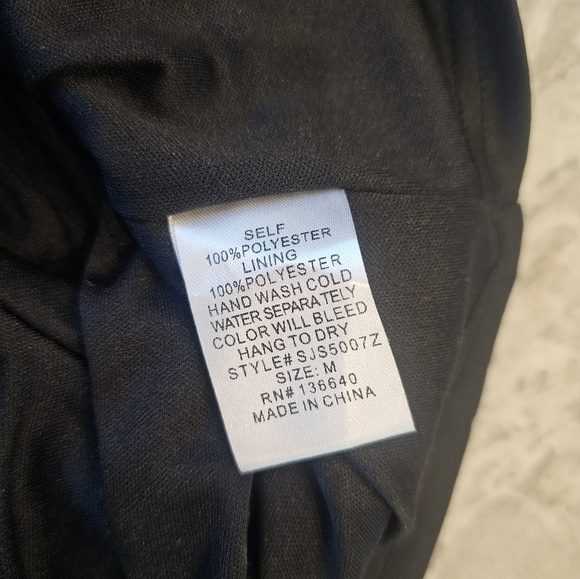 SELF
100%POLYESTER
LINING
100%POLYESTER
HAND WASH COLD
WATER SEPARATELY
COLOR WILL BLEED
HANG TO DRY
STYLE# SJS5007Z
SIZE: M
RN# 136640
MADE IN CHINA